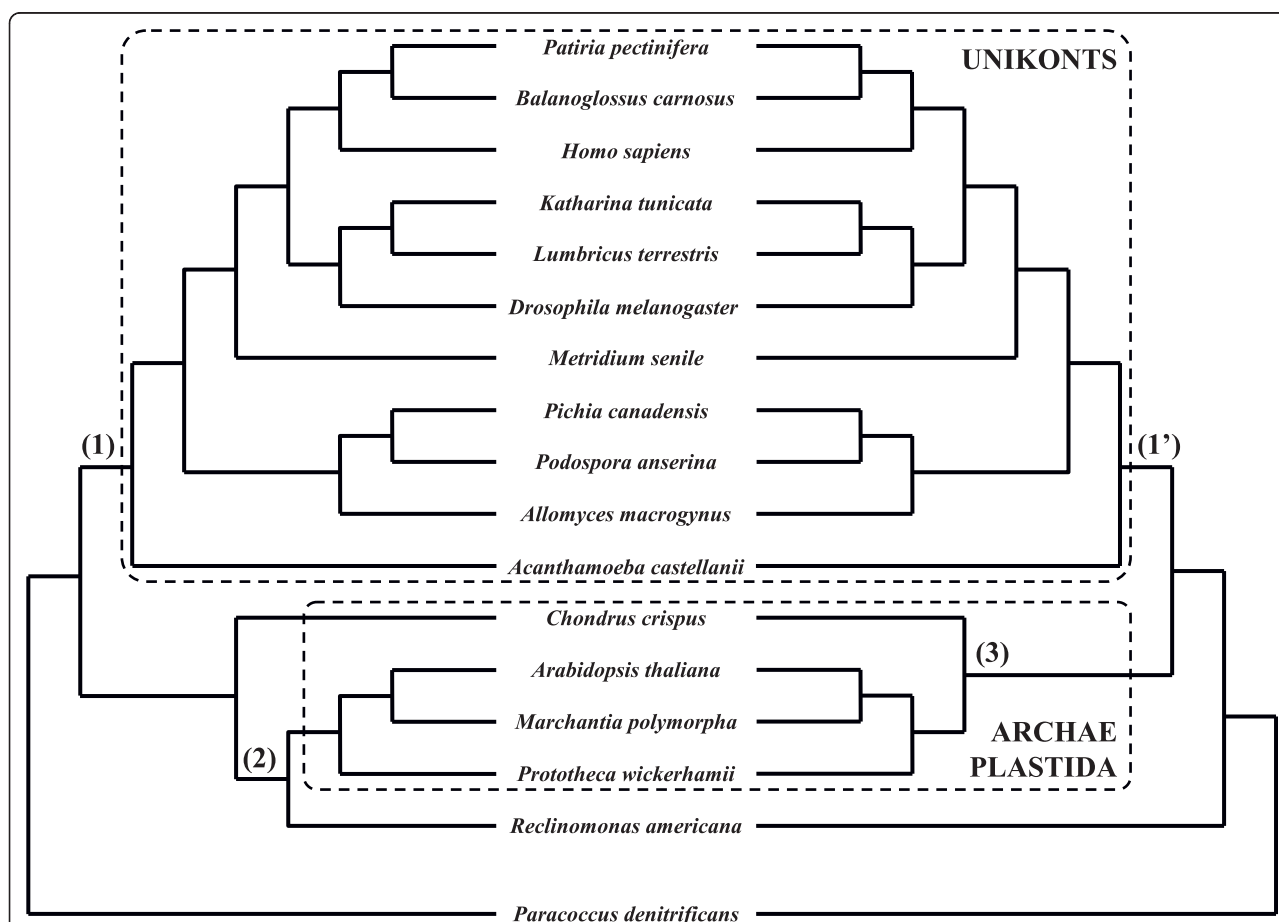 Patiria pectinifera
UNIKONTS
Balanoglossus carnosus
Homo sapiens
Katharina tunicata
Lumbricus terrestris
Drosophila melanogaster
Metridium senile
Pichia canadensis
(1)
(1’)
Podospora anserina
Allomyces macrogynus
Acanthamoeba castellanii
Chondrus crispus
(3)
Arabidopsis thaliana
Marchantia polymorpha
ARCHAE
PLASTIDA
(2)
Prototheca wickerhamii
Reclinomonas americana
Paracoccus denitrificans